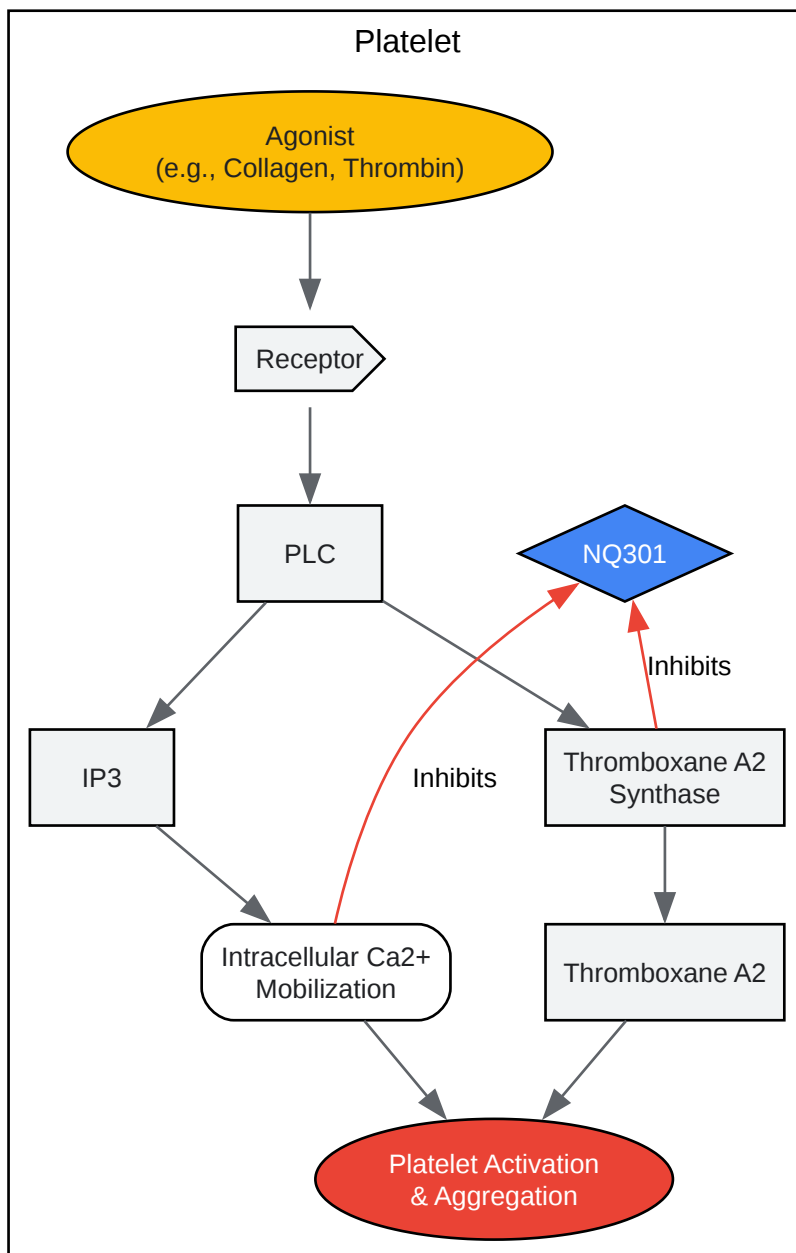 Platelet
Agonist
(e.g., Collagen, Thrombin)
Receptor
PLC
NQ301
Inhibits
IP3
Inhibits
Thromboxane A2
Synthase
Intracellular Ca2+
Mobilization
Thromboxane A2
Platelet Activation
& Aggregation